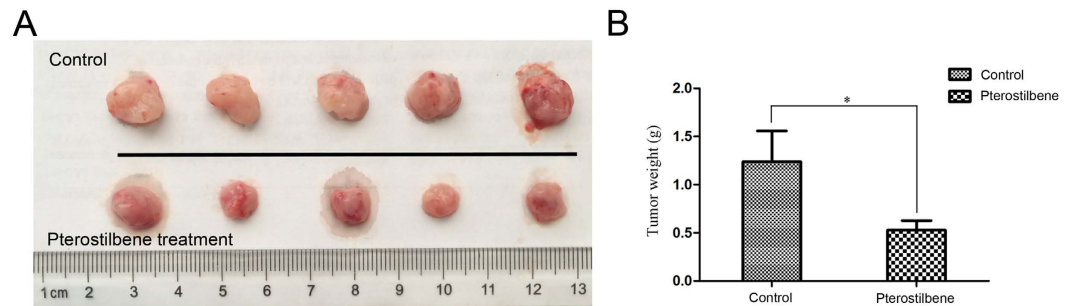 A
Control
Pterostilbene treatment
1cm 2 3 4 5 6 7 8 9 10 11 12 13
B
Control
Pterostilbene
2.0
1.5
1.0
0.5
0.0
Tumor weight (g)
*
Control
Pterostilbene